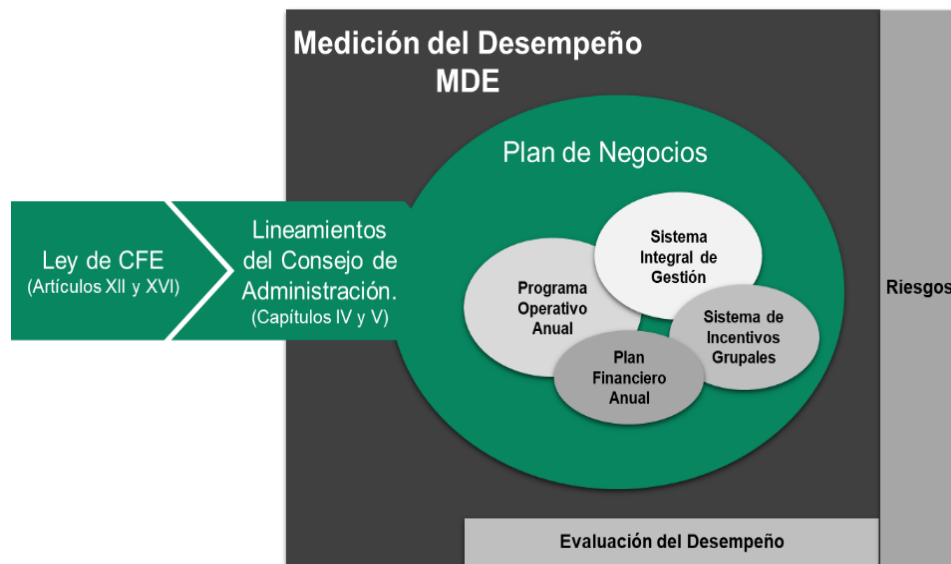 Medición del Desempeño
MDE
Plan de Negocios
Ley de CFE
(Artículos XII y XVI)
Lineamientos
del Consejo de
Administración.
(Capítulos IV y V)
Sistema
Integral de
Gestión
Programa
Operativo
Anual
Sistema de
Incentivos
Grupales
Plan
Financiero
Anual
Riesgos
Evaluación del Desempeño